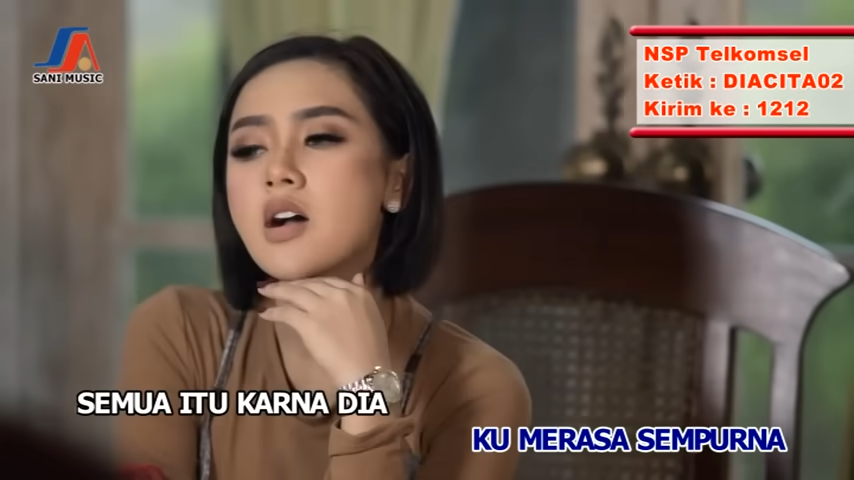 SANI MUSIC
NSP Telkomsel
Ketik : DIACITA02
Kirim ke : 1212
SEMUA ITU KARNA DIA
KU MERASA SEMPURNA